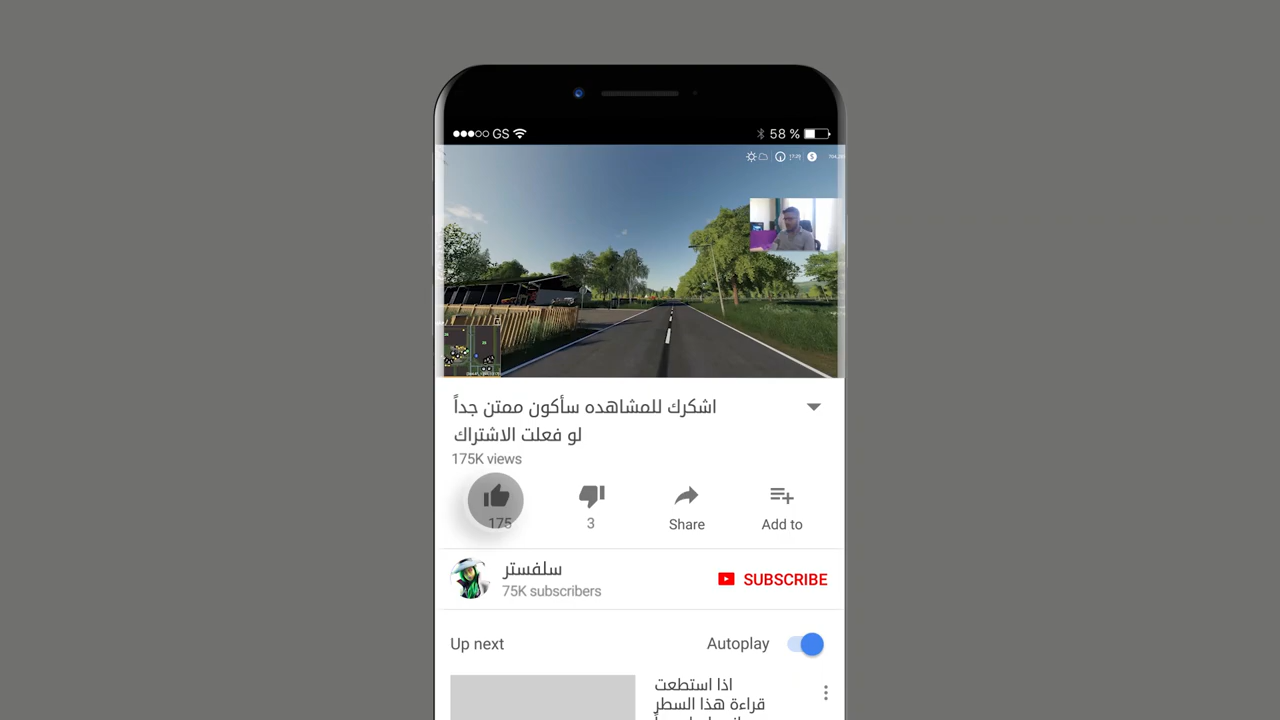 GS
58 %
اشكرك للمشاهده سأكون ممتن جداً
لو فعلت الاشتراك
175K views
175
3
Share
Add to
سلفستر
75K subscribers
SUBSCRIBE
Up next
Autoplay
اذا استطعت
قراءة هذا السطر